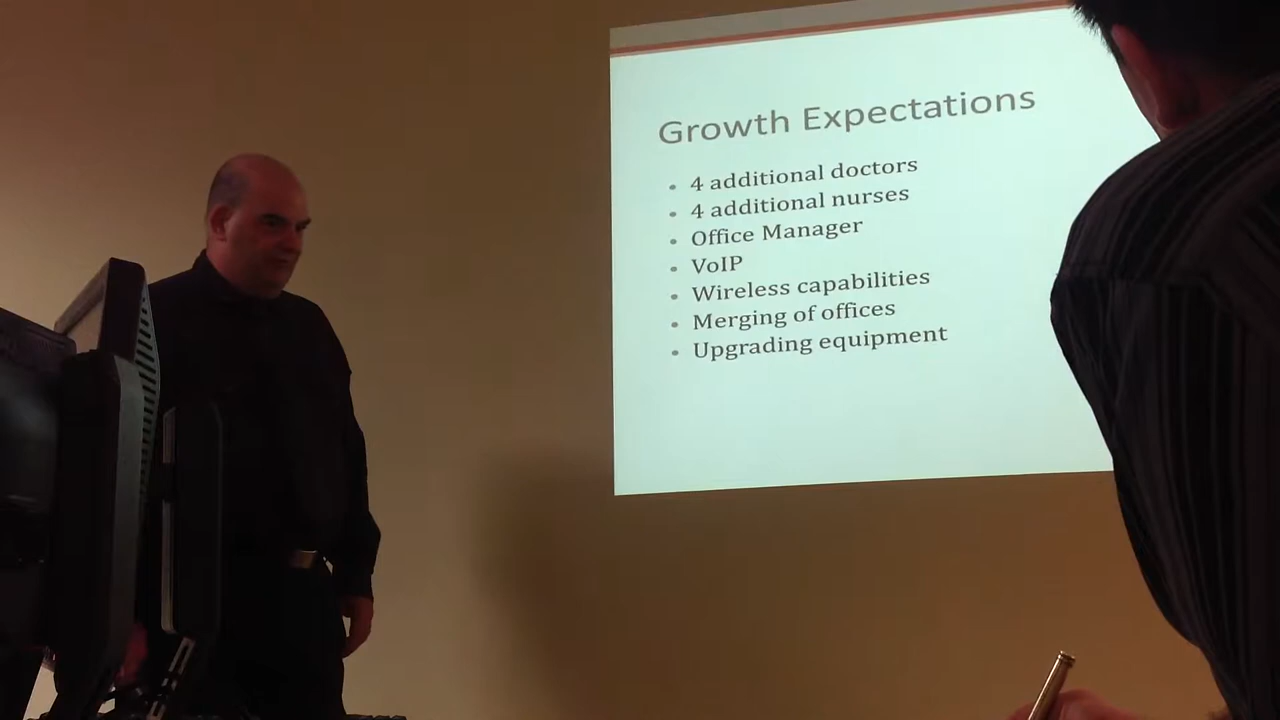 Growth Expectations
• 4 additional doctors
• 4 additional nurses
• Office Manager
• VoIP
• Wireless capabilities
• Merging of offices
• Upgrading equipment